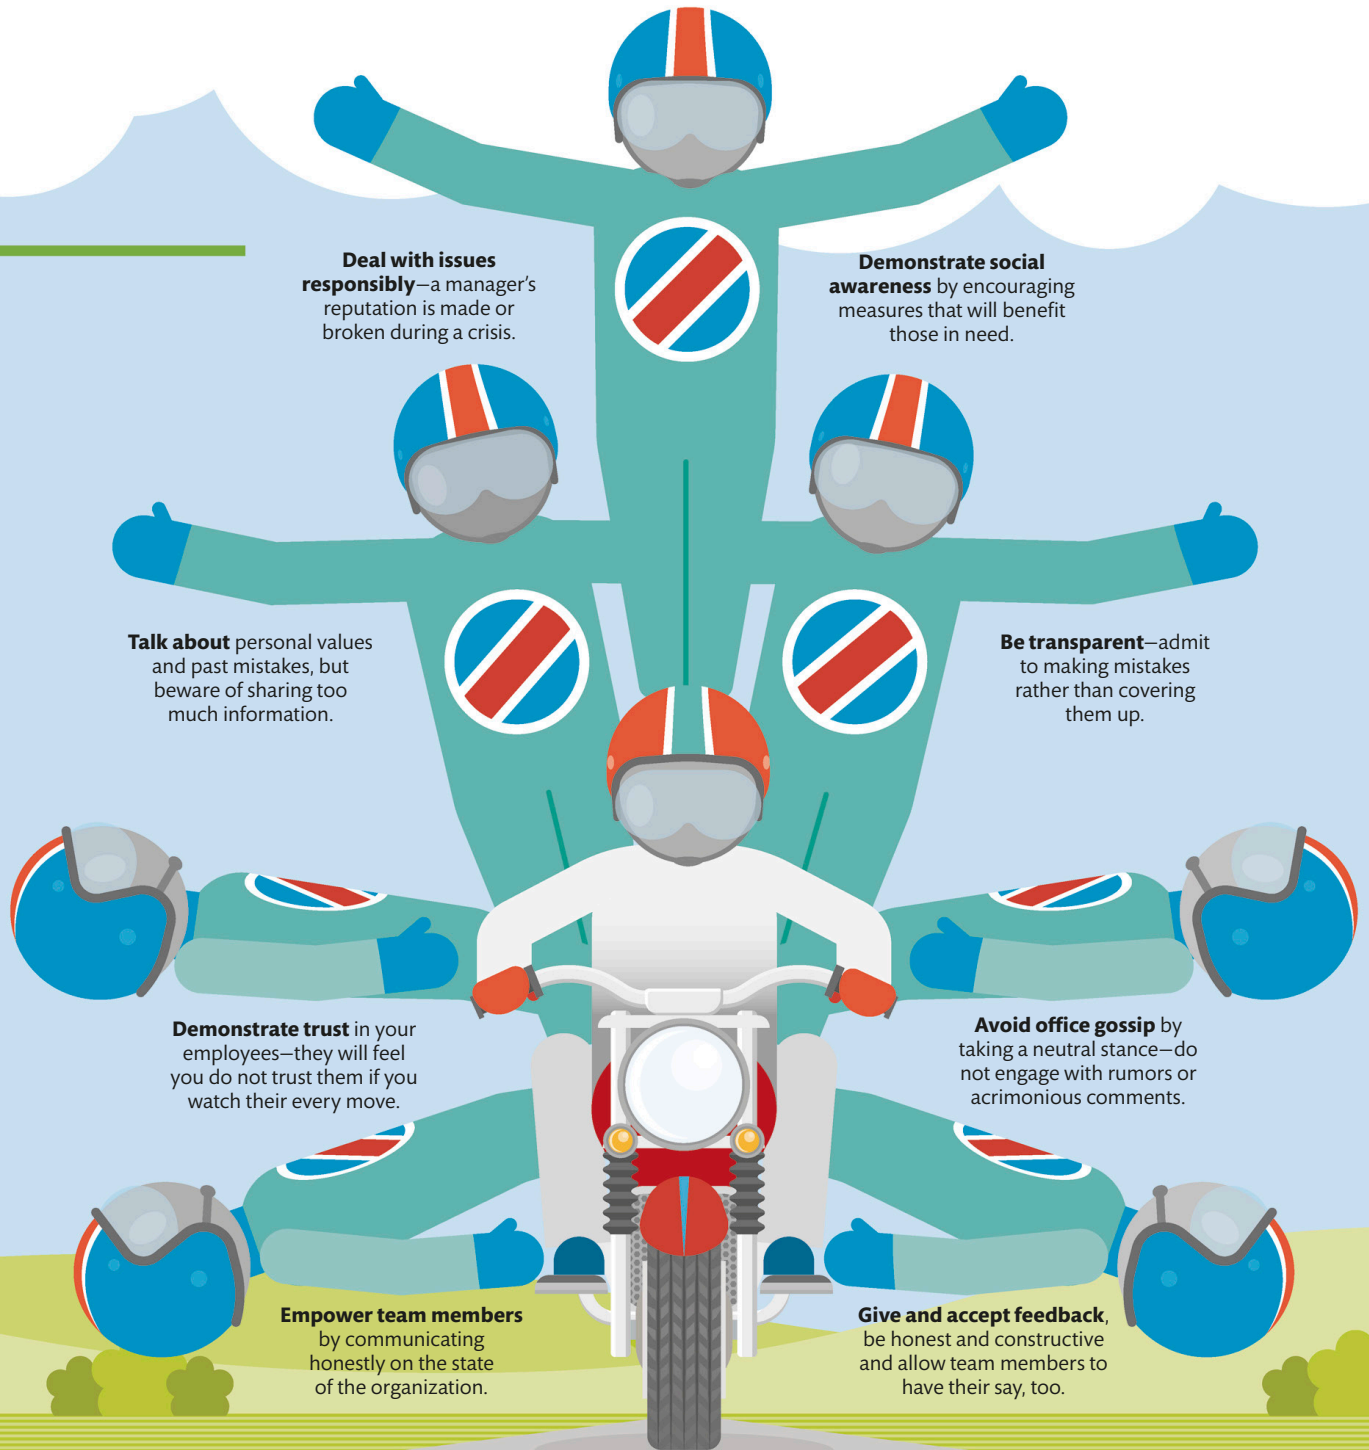 Deal with issues
responsibly—a manager's
reputation is made or
broken during a crisis.
Demonstrate social
awareness by encouraging
measures that will benefit
those in need.
Talk about personal values
and past mistakes, but
beware of sharing too
much information.
Be transparent—admit
to making mistakes
rather than covering
them up.
Demonstrate trust in your
employees—they will feel
you do not trust them if you
watch their every move.
Avoid office gossip by
taking a neutral stance—do
not engage with rumors or
acrimonious comments.
Empower team members
by communicating
honestly on the state
of the organization.
Give and accept feedback,
be honest and constructive
and allow team members to
have their say, too.